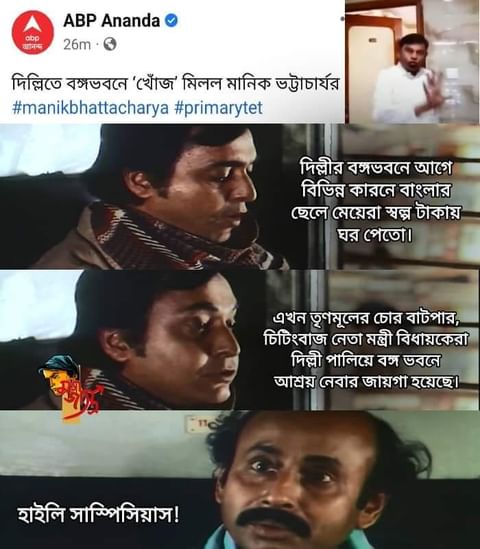 ABP Ananda
abp
আনন্দ
26m
দিল্লিতে বঙ্গভবনে ‘খোঁজ’ মিলল মানিক ভট্টাচার্যর
#manikbhattacharya #primarytet
দিল্লীর বঙ্গভবনে আগে
বিভিন্ন কারনে বাংলার
ছেলে মেয়েরা স্বল্প টাকায়
ঘর পেতো।
এখন তৃণমূলের চোর বাটপার,
চিটিংবাজ নেতা মন্ত্রী বিধায়কেরা
দিল্লী পালিয়ে বঙ্গ ভবনে
আশ্রয় নেবার জায়গা হয়েছে।
হাইলি সাস্পিসিয়াস!